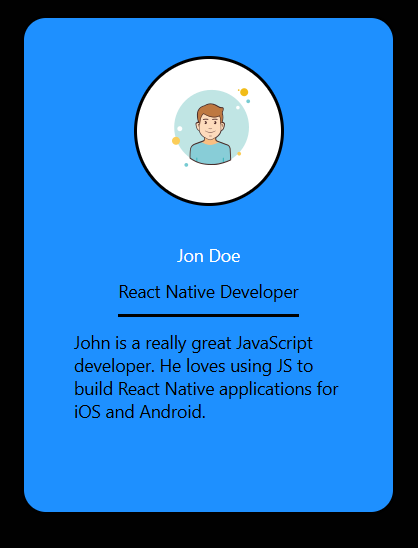 Jon Doe
React Native Developer
John is a really great JavaScript
developer. He loves using JS to
build React Native applications for
iOS and Android.